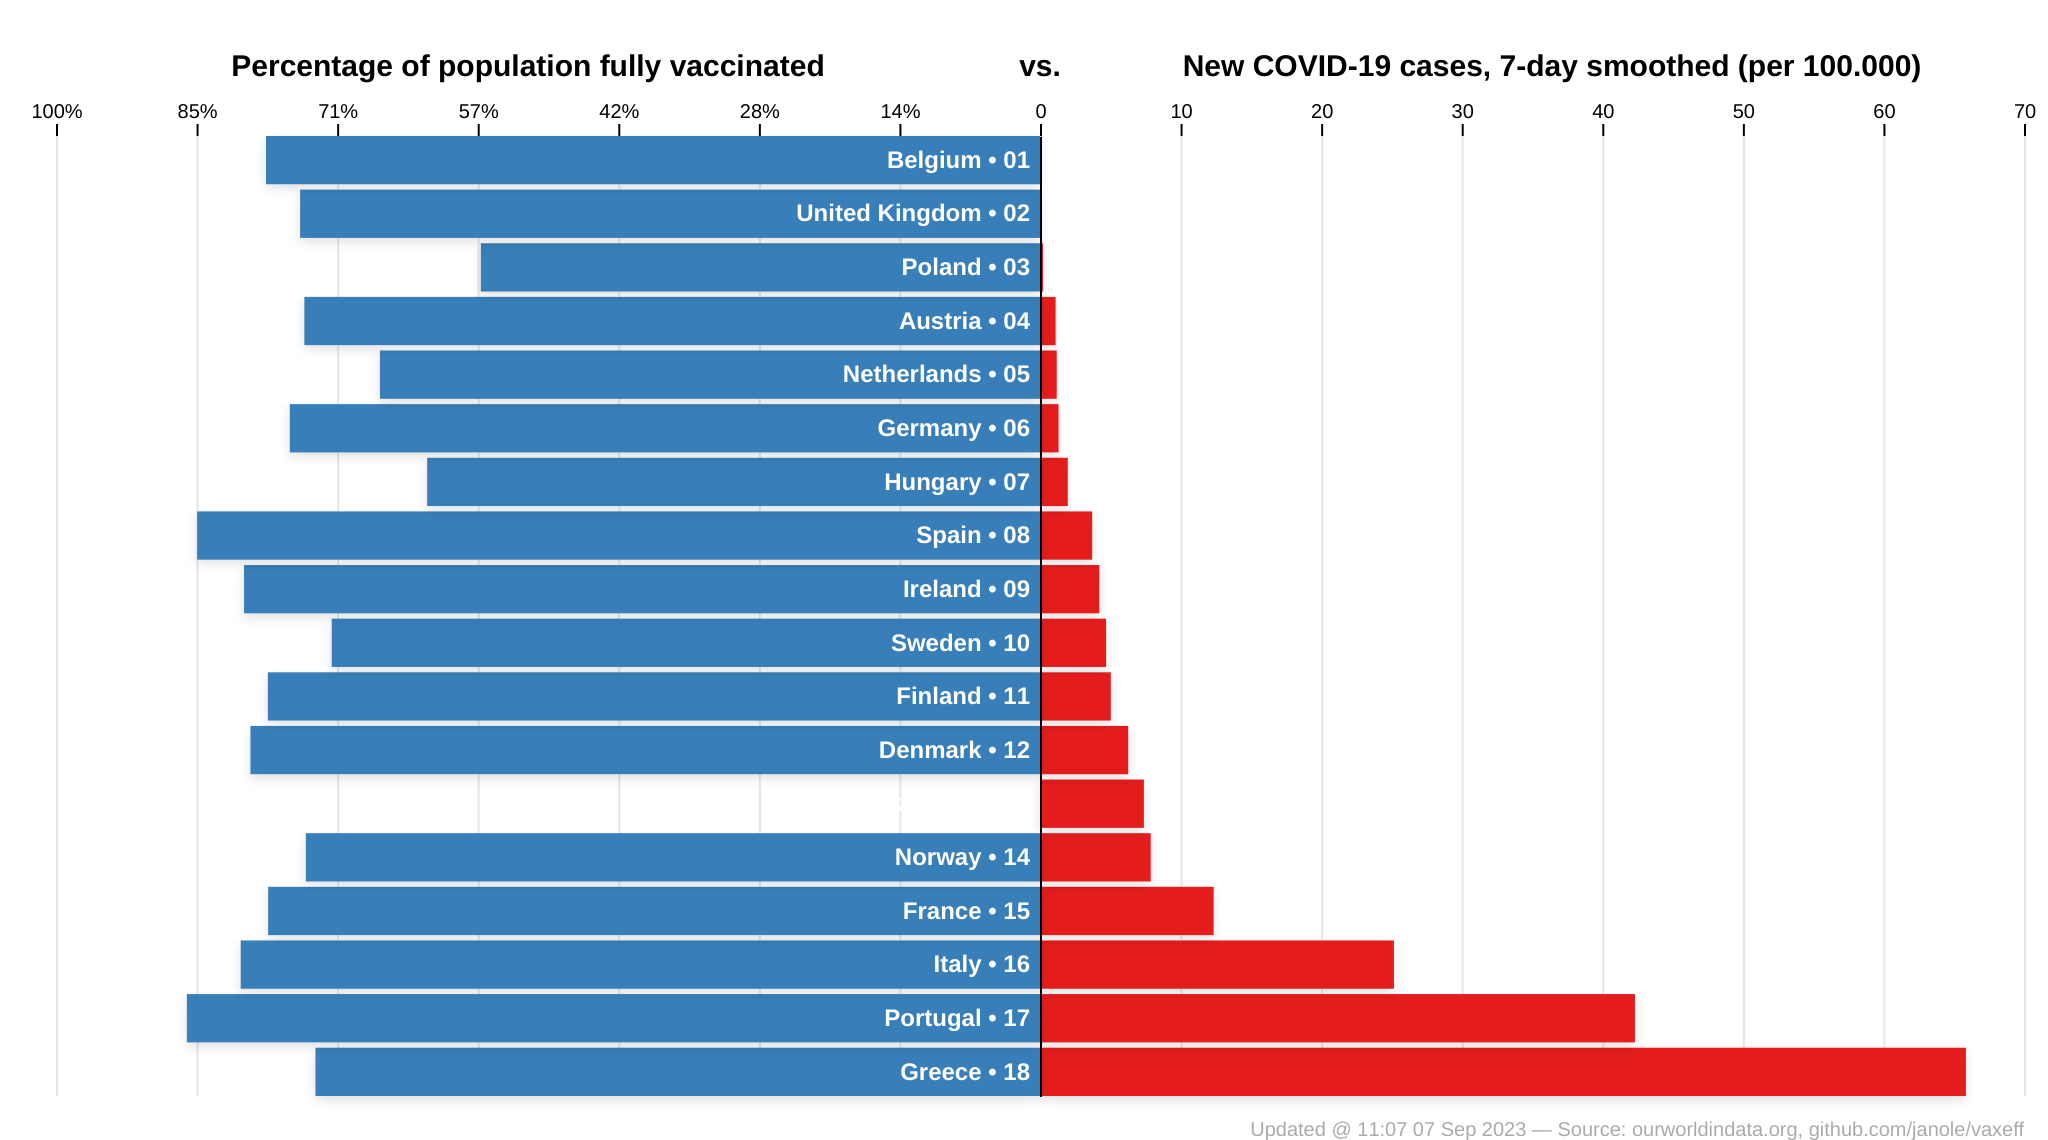 Percentage of population fully vaccinated vs. New COVID-19 cases, 7-day smoothed (per 100.000)
100% 85% 71% 57% 42% 28% 14% 0 10 20 30 40 50 60 70
Belgium • 01
United Kingdom • 02
Poland • 03
Austria • 04
Netherlands • 05
Germany • 06
Hungary • 07
Spain • 08
Ireland • 09
Sweden • 10
Finland • 11
Denmark • 12
Norway • 14
France • 15
Italy • 16
Portugal • 17
Greece • 18
Updated @ 11:07 07 Sep 2023 — Source: ourworldindata.org, github.com/janole/vaxeff